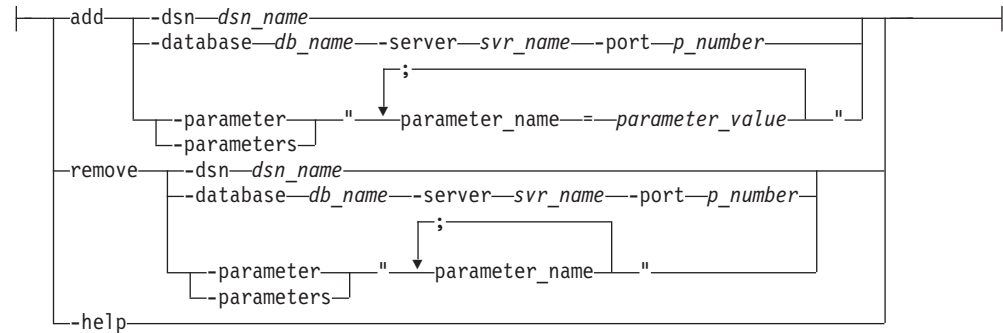 add -dsn dsn_name
-database db_name -server svr_name -port p_number
;
-parameter " parameter_name = parameter_value "
-parameters
remove -dsn dsn_name
-database db_name -server svr_name -port p_number
;
-parameter " parameter_name "
-parameters
-help